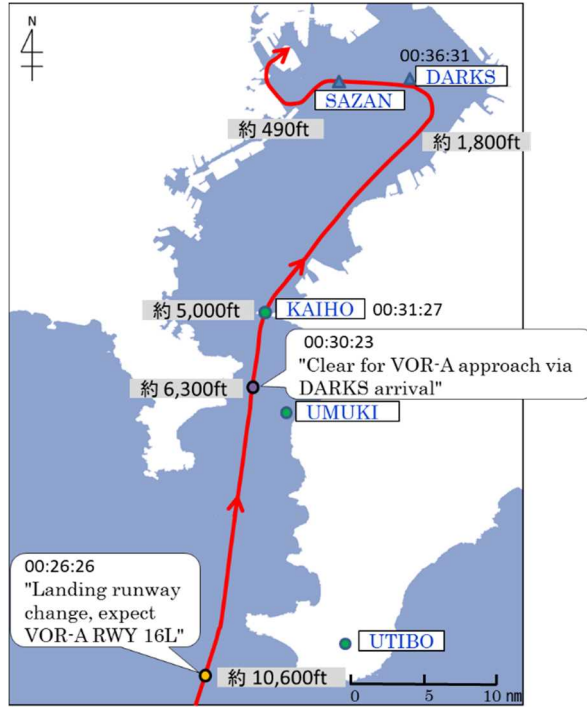 N
4
00:36:31
DARKS
SAZAN
約 490ft
約 1,800ft
約 5,000ft
KAIHO
00:31:27
00:30:23
"Clear for VOR-A approach via
DARKS arrival"
約 6,300ft
UMUKI
00:26:26
"Landing runway
change, expect
VOR-A RWY 16L"
UTIBO
約 10,600ft
0 5 10 nm